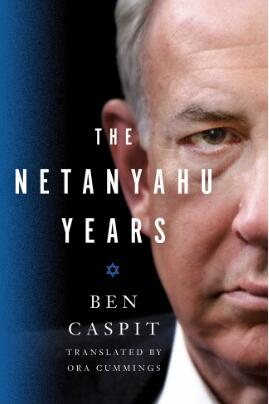 THE
NETANYAHU
YEARS
BEN
CASPIT
TRANSLATED BY
ORA CUMMINGS